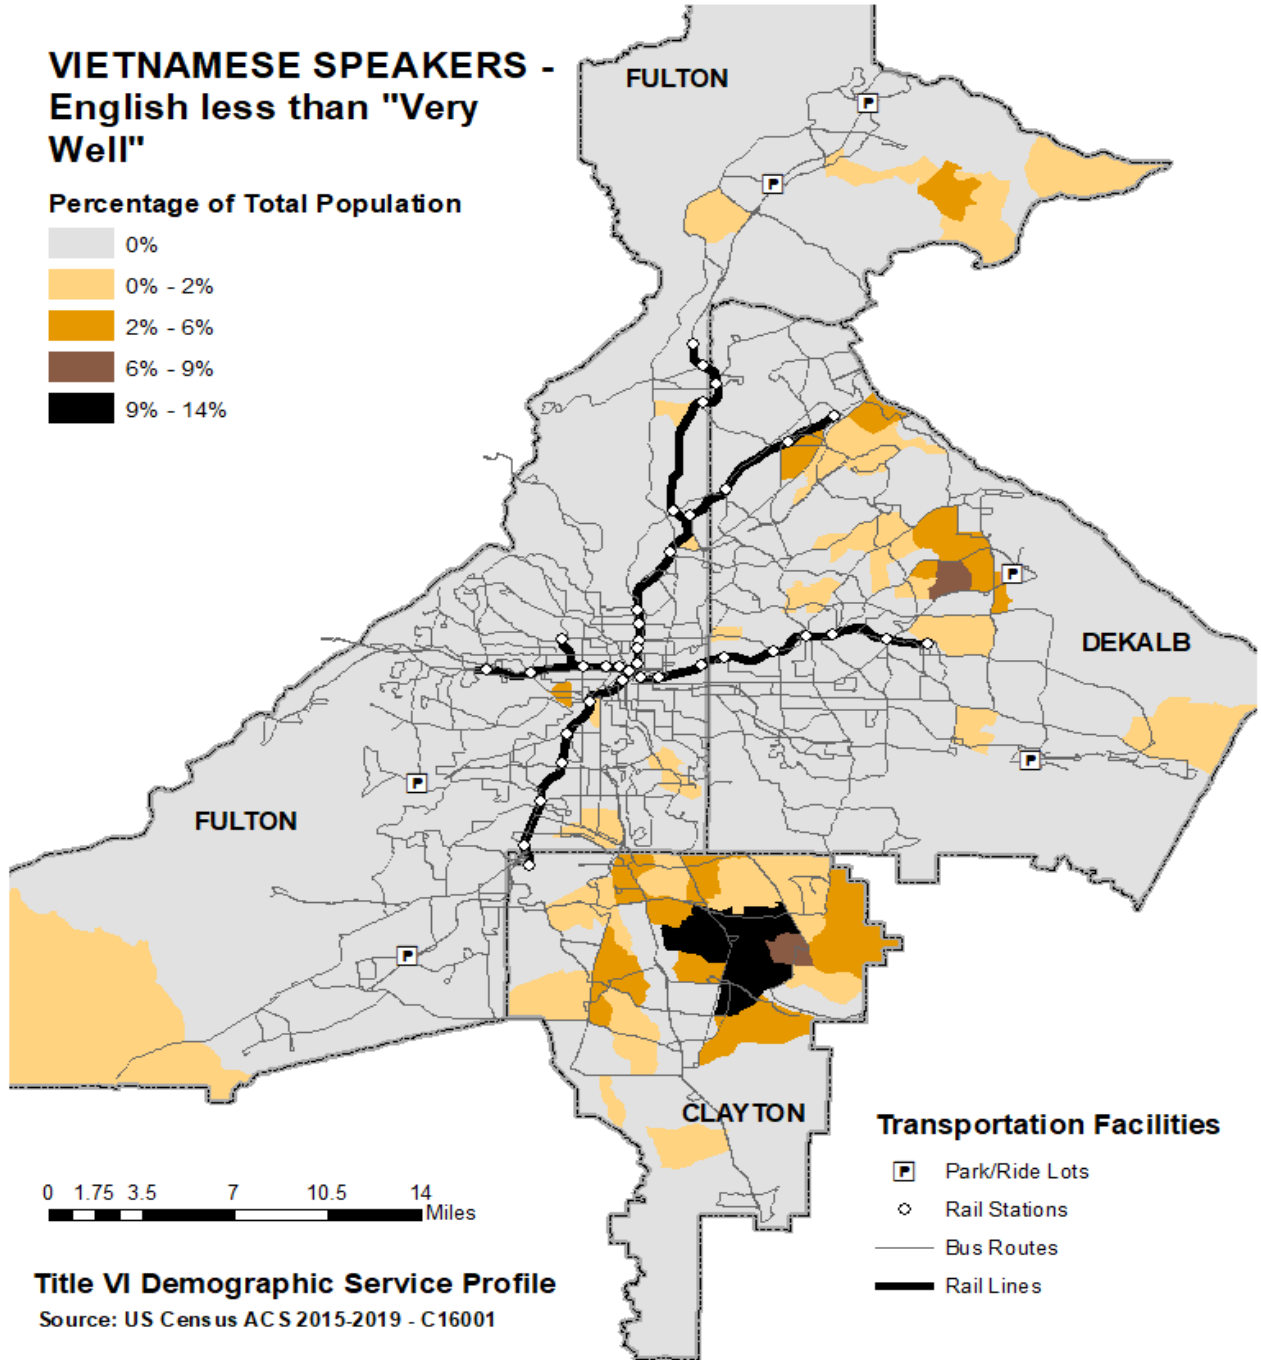 VIETNAMESE SPEAKERS -
English less than "Very
Well"
Percentage of Total Population
0%
0% - 2%
2% - 6%
6% - 9%
9% - 14%
FULTON
P
P
P
DEKALB
P
P
FULTON
P
CLAYTON
Transportation Facilities
P Park/Ride Lots
Rail Stations
Bus Routes
Rail Lines
0 1.75 3.5 7 10.5 14
Miles
Title VI Demographic Service Profile
Source: US Census ACS 2015-2019 - C16001